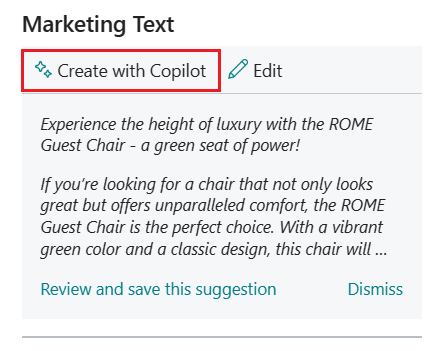 Marketing Text
Create with Copilot
Edit
Experience the height of luxury with the ROME
Guest Chair - a green seat of power!
If you're looking for a chair that not only looks
great but offers unparalleled comfort, the ROME
Guest Chair is the perfect choice. With a vibrant
green color and a classic design, this chair will ...
Review and save this suggestion
Dismiss